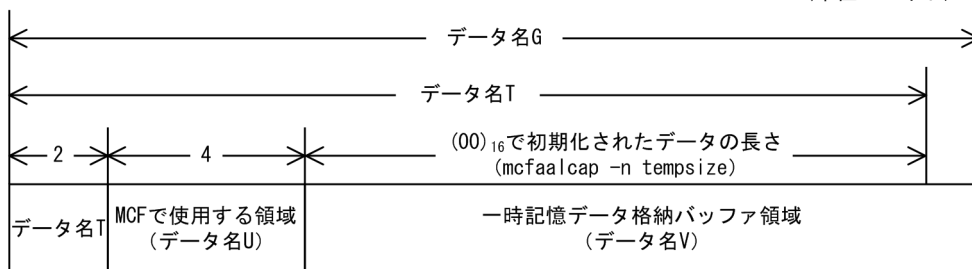 データ名G
データ名T
2
4
(00)16で初期化されたデータの長さ
(mcfaalcap -n tempsize)
データ名T
MCFで使用する領域
(データ名U)
一時記憶データ格納バッファ領域
(データ名V)